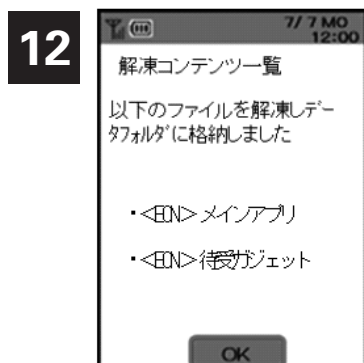 12
7/ 7 MO
12:00
解凍コンテンツ一覧
以下のファイルを解凍しデー
ﾀﾌｫﾙﾀﾞに格納しました
・<EON>メインアプリ
・<EON>待受ガジェット
OK